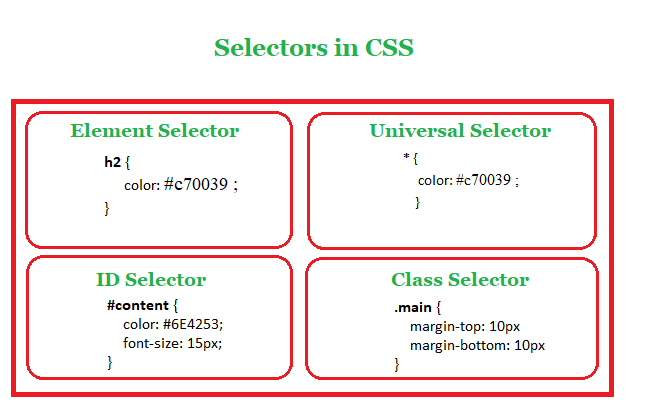 Selectors in CSS
Element Selector
h2 {
color: #c70039 ;
}
Universal Selector
* {
color: #c70039 ;
}
ID Selector
#content {
color: #6E4253;
font-size: 15px;
}
Class Selector
.main {
margin-top: 10px
margin-bottom: 10px
}